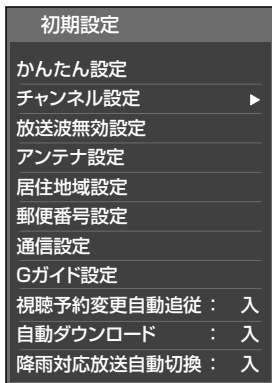 初期設定
かんたん設定
チャンネル設定 ▶
放送波無効設定
アンテナ設定
居住地域設定
郵便番号設定
通信設定
Gガイド設定
視聴予約変更自動追従： 入
自動ダウンロード ： 入
降雨対応放送自動切換： 入